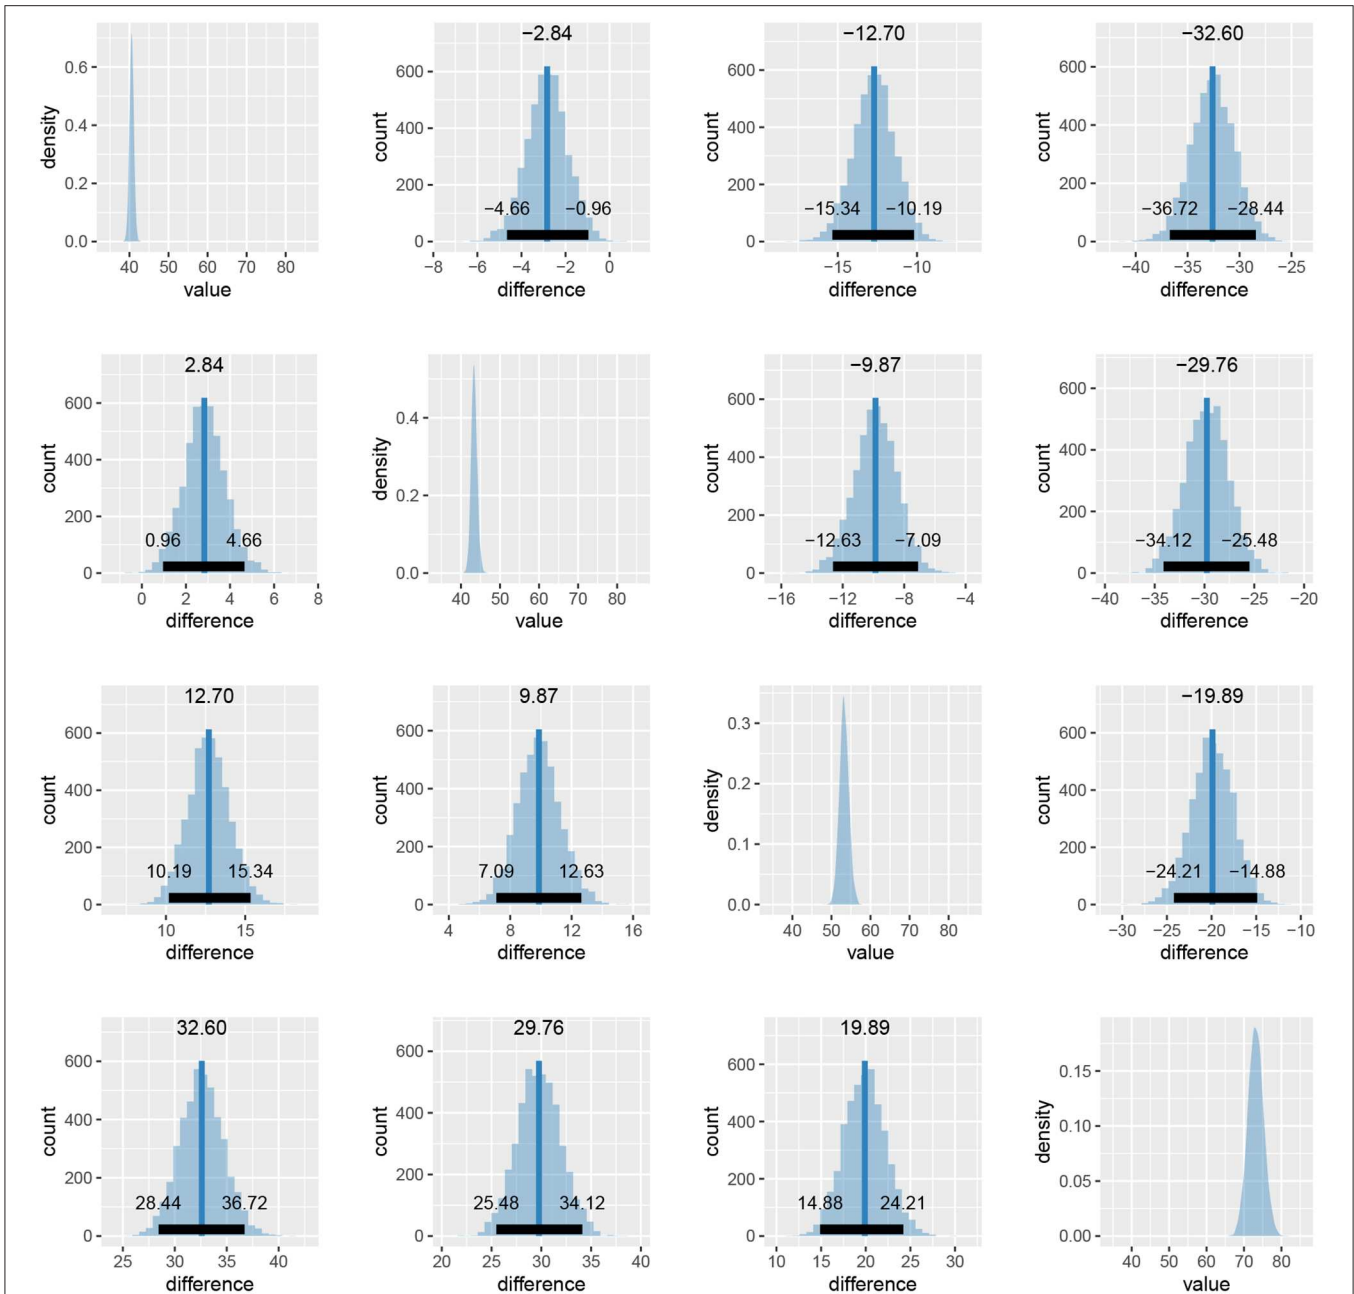 −2.84
−12.70
−32.60
0.6
0.4
0.2
0.0
density
40 50 60 70 80
value
600
400
200
0
count
−4.66 −0.96
−8 −6 −4 −2 0
difference
600
400
200
0
count
−15.34 −10.19
−15 −10
difference
600
400
200
0
count
−36.72 −28.44
−40 −35 −30 −25
difference
2.84
600
400
200
0
count
0.96 4.66
0 2 4 6 8
difference
0.4
0.2
0.0
density
40 50 60 70 80
value
−9.87
600
400
200
0
count
−12.63 −7.09
−16 −12 −8 −4
difference
−29.76
600
400
200
0
count
−34.12 −25.48
−40 −35 −30 −25 −20
difference
12.70
600
400
200
0
count
10.19 15.34
10 15
difference
9.87
600
400
200
0
count
7.09 12.63
4 8 12 16
difference
0.3
0.2
0.1
0.0
density
40 50 60 70 80
value
−19.89
600
400
200
0
count
−24.21 −14.88
−30 −25 −20 −15 −10
difference
32.60
600
400
200
0
count
28.44 36.72
25 30 35 40
difference
29.76
600
400
200
0
count
25.48 34.12
20 25 30 35 40
difference
19.89
600
400
200
0
count
14.88 24.21
10 15 20 25 30
difference
0.15
0.10
0.05
0.00
density
40 50 60 70 80
value